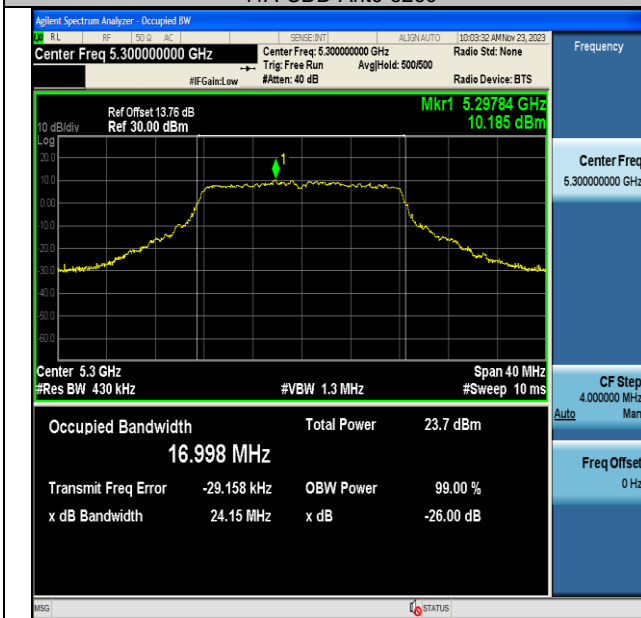 Agilent Spectrum Analyzer - Occupied BW
RL RF 50 Ω AC SENSE:INT ALIGN AUTO 10:03:32 AM Nov 23, 2023
Center Freq 5.300000000 GHz Center Freq: 5.300000000 GHz Radio Std: None Frequency
Trig: Free Run Avg|Hold: 500/500
#IFGain:Low #Atten: 40 dB Radio Device: BTS
Ref Offset 13.76 dB Mkr1 5.29784 GHz
10 dB/div Ref 30.00 dBm 10.185 dBm
Log
20.0
10.0
0.00
-10.0
-20.0
-30.0
-40.0
-50.0
-60.0
1
Center Freq
5.300000000 GHz
Center 5.3 GHz Span 40 MHz
#Res BW 430 kHz #VBW 1.3 MHz #Sweep 10 ms
CF Step
4.000000 MHz
Auto Man
Occupied Bandwidth Total Power 23.7 dBm
16.998 MHz
Freq Offset
0 Hz
Transmit Freq Error -29.158 kHz OBW Power 99.00 %
x dB Bandwidth 24.15 MHz x dB -26.00 dB
MSG STATUS